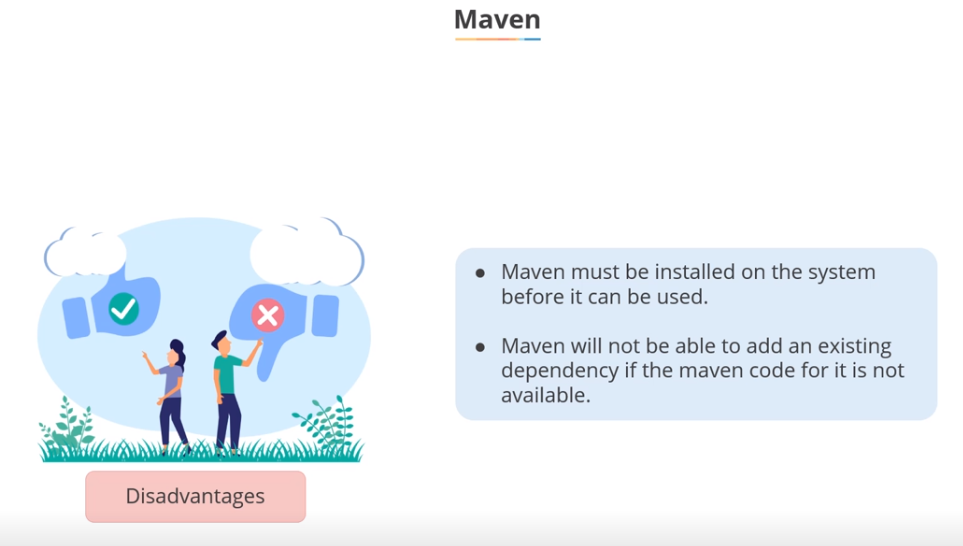 Maven
● Maven must be installed on the system
before it can be used.
● Maven will not be able to add an existing
dependency if the maven code for it is not
available.
Disadvantages